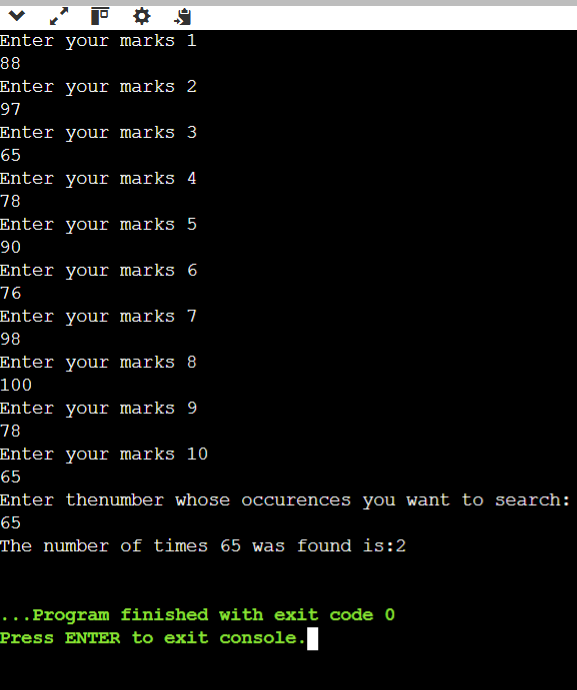 Enter your marks 1
88
Enter your marks 2
97
Enter your marks 3
65
Enter your marks 4
78
Enter your marks 5
90
Enter your marks 6
76
Enter your marks 7
98
Enter your marks 8
100
Enter your marks 9
78
Enter your marks 10
65
Enter thenumber whose occurences you want to search:
65
The number of times 65 was found is:2
...Program finished with exit code 0
Press ENTER to exit console.